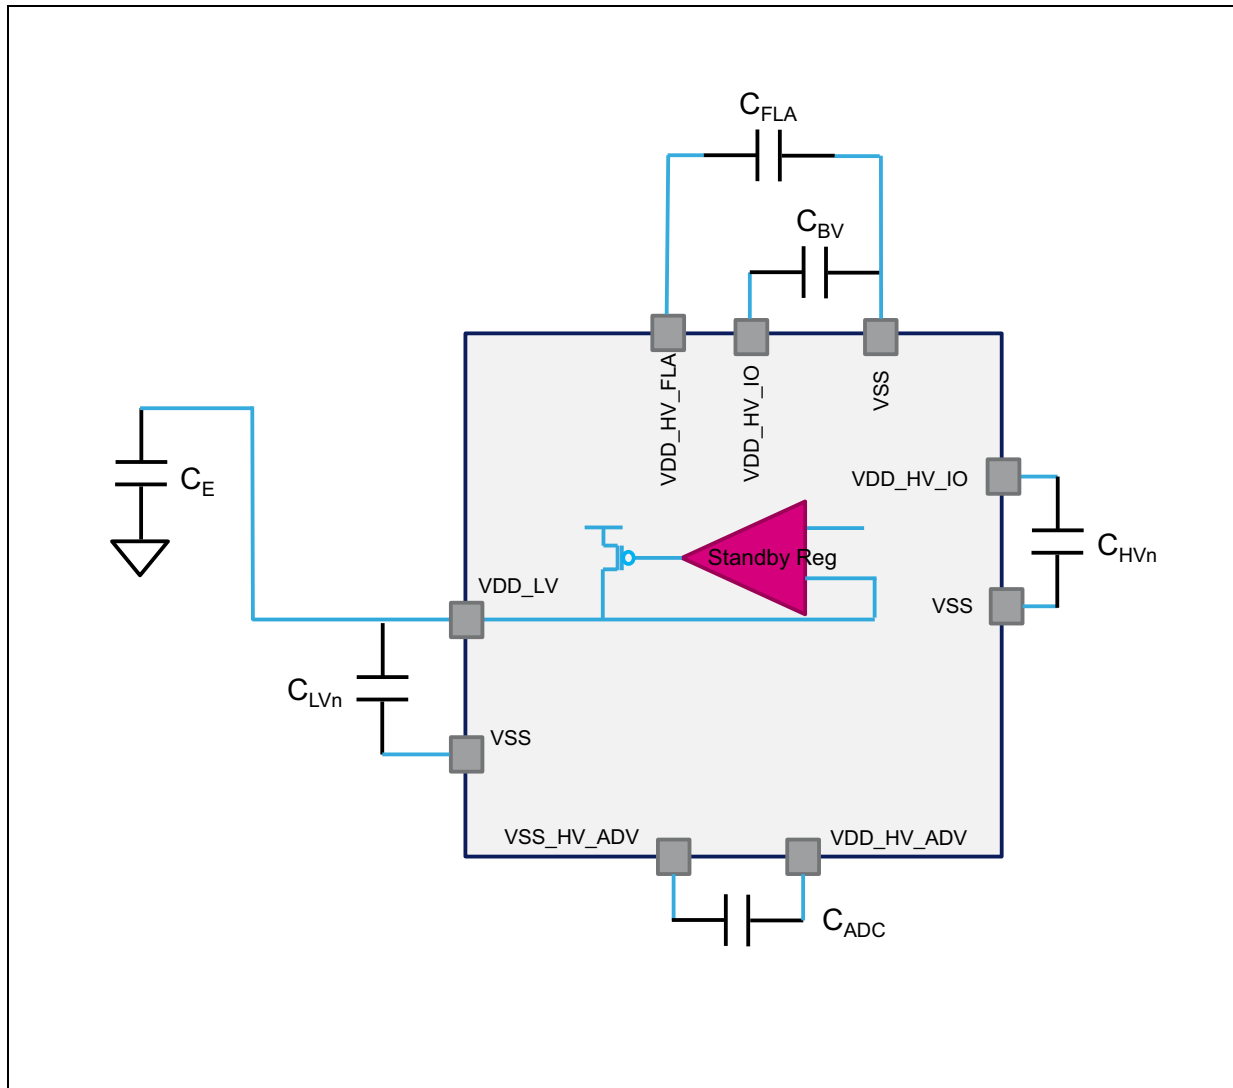 CFLA
CBV
VDD_HV_FLA
VDD_HV_IO
VSS
VDD_HV_IO
CE
CHVn
Standby Reg
VDD_LV
VSS
CLVn
VSS
VSS_HV_ADV
VDD_HV_ADV
CADC